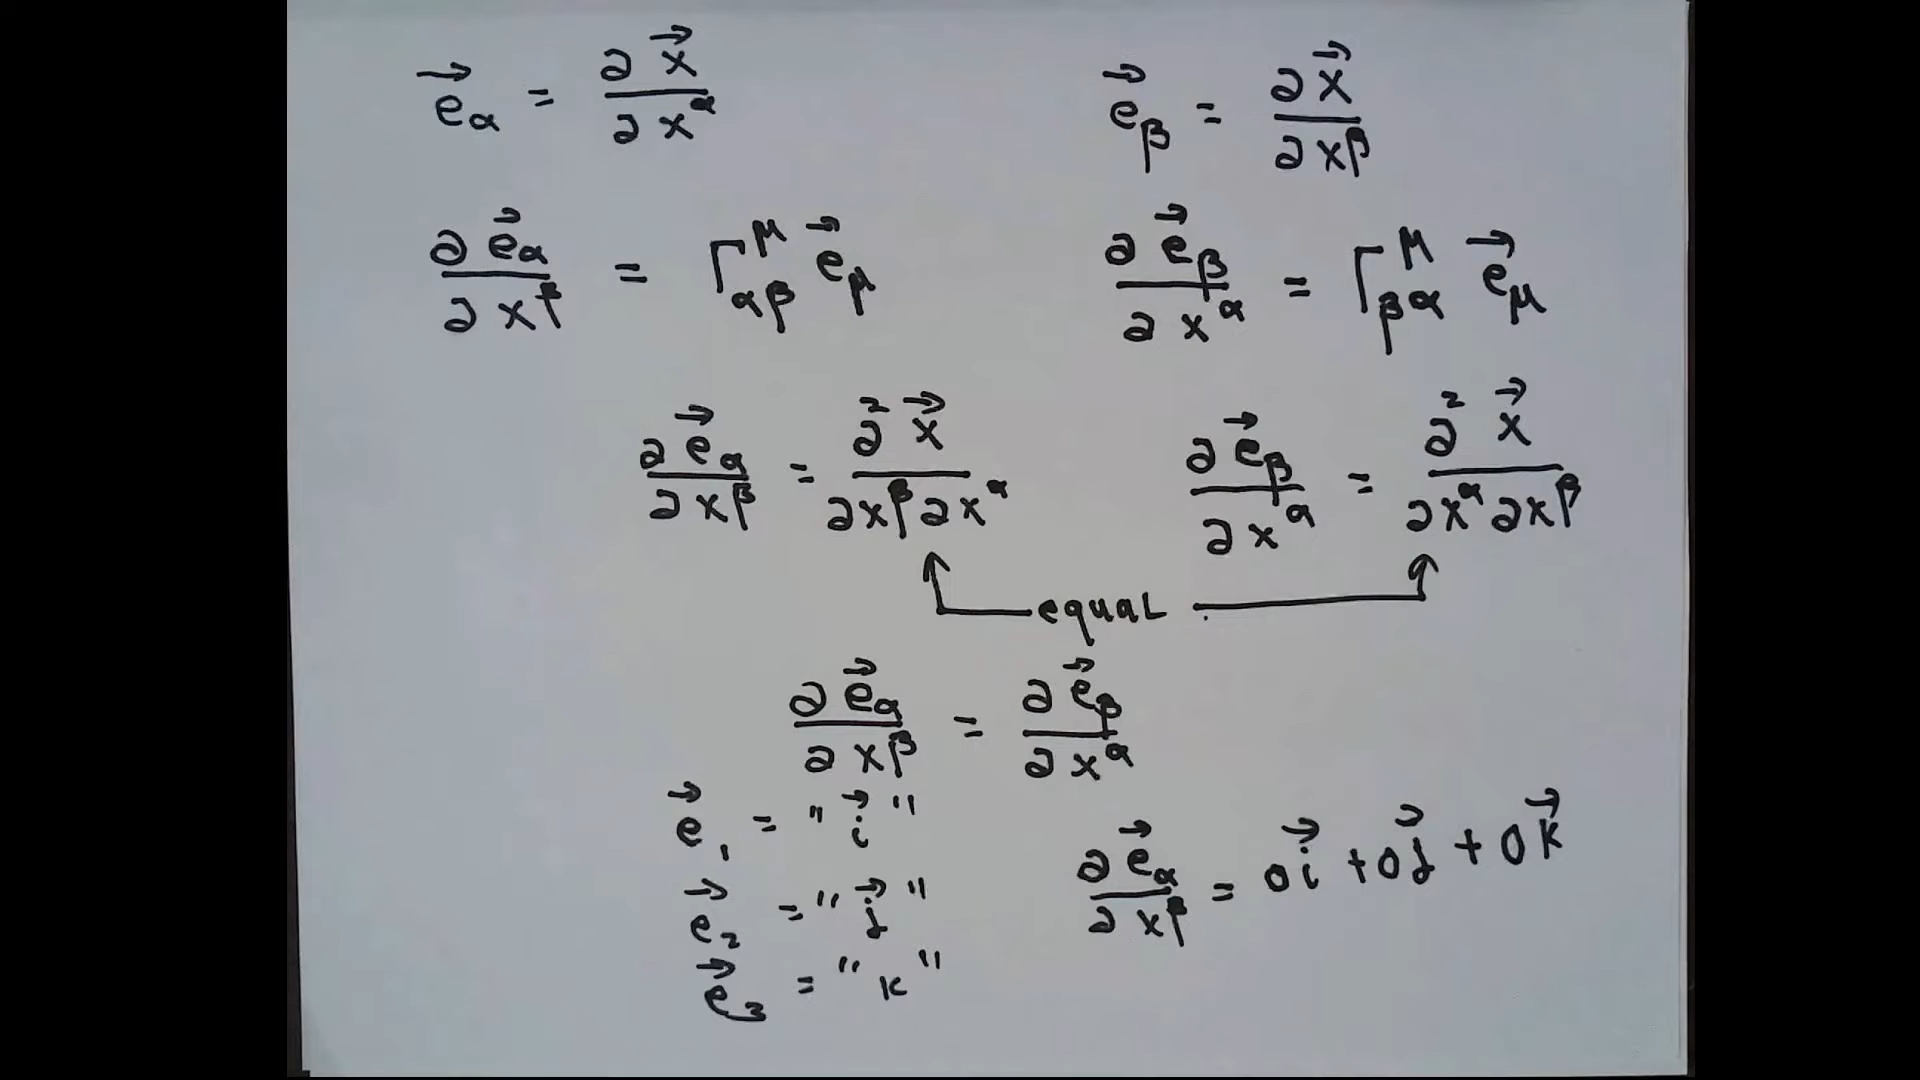 e⃗_α = ∂x⃗ / ∂x^α    e⃗_β = ∂x⃗ / ∂x^β
∂e⃗_α / ∂x^β = Γ^μ_αβ e⃗_μ    ∂e⃗_β / ∂x^α = Γ^μ_βα e⃗_μ
∂e⃗_α / ∂x^β = ∂²x⃗ / ∂x^β ∂x^α    ∂e⃗_β / ∂x^α = ∂²x⃗ / ∂x^α ∂x^β
equal
∂e⃗_α / ∂x^β = ∂e⃗_β / ∂x^α
e⃗_1 = "i⃗"
e⃗_2 = "j⃗"    ∂e⃗_α / ∂x^β = 0i⃗ + 0j⃗ + 0k⃗
e⃗_3 = "k"